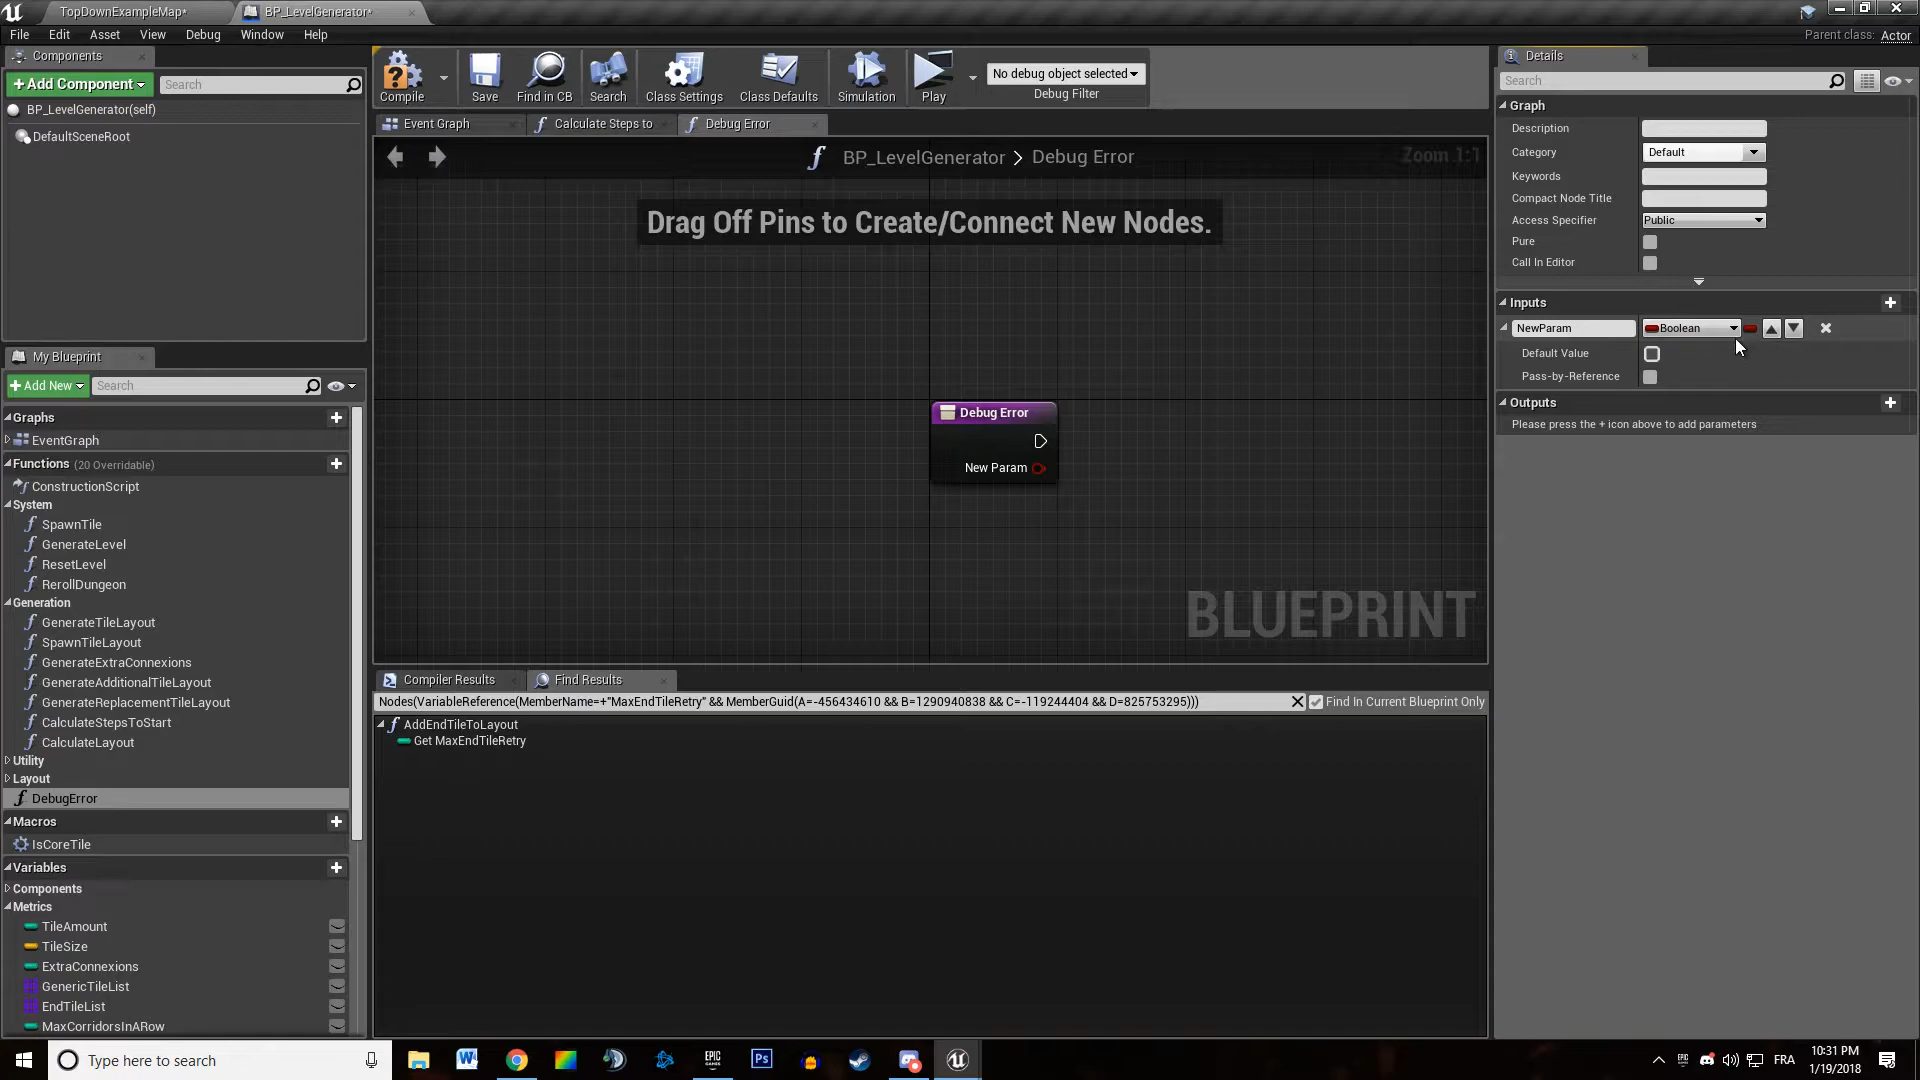 TopDownExampleMap*
BP_LevelGenerator*
File Edit Asset View Debug Window Help
Parent class: Actor
Components
+Add Component
Search
BP_LevelGenerator(self)
DefaultSceneRoot
Compile
Save
Find in CB
Search
Class Settings
Class Defaults
Simulation
Play
No debug object selected
Debug Filter
Event Graph
Calculate Steps to
Debug Error
BP_LevelGenerator > Debug Error
Zoom 1:1
Drag Off Pins to Create/Connect New Nodes.
Debug Error
New Param
BLUEPRINT
My Blueprint
+Add New
Search
Graphs
EventGraph
Functions (20 Overridable)
ConstructionScript
System
SpawnTile
GenerateLevel
ResetLevel
RerollDungeon
Generation
GenerateTileLayout
SpawnTileLayout
GenerateExtraConnexions
GenerateAdditionalTileLayout
GenerateReplacementTileLayout
CalculateStepsToStart
CalculateLayout
Utility
Layout
DebugError
Macros
IsCoreTile
Variables
Components
Metrics
TileAmount
TileSize
ExtraConnexions
GenericTileList
EndTileList
MaxCorridorsInARow
Compiler Results
Find Results
Nodes(VariableReference(MemberName=+"MaxEndTileRetry" && MemberGuid(A=-456434610 && B=1290940838 && C=-119244404 && D=825753295)))
Find In Current Blueprint Only
AddEndTileToLayout
Get MaxEndTileRetry
Details
Search
Graph
Description
Category Default
Keywords
Compact Node Title
Access Specifier Public
Pure
Call In Editor
Inputs
NewParam Boolean
Default Value
Pass-by-Reference
Outputs
Please press the + icon above to add parameters
Type here to search
EPIC GAMES
Ps
FRA
10:31 PM
1/19/2018